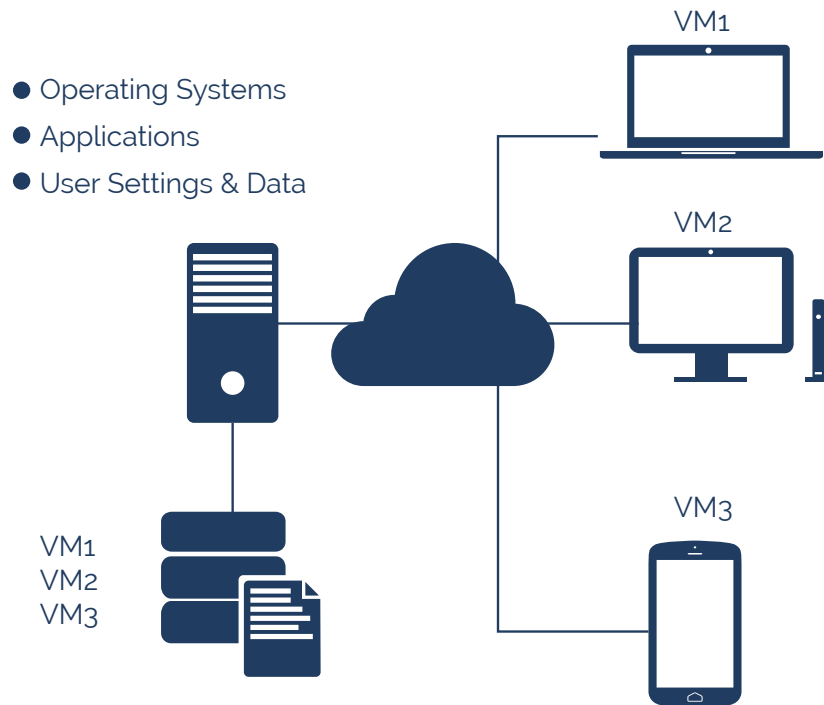 VM1
Operating Systems
Applications
User Settings & Data
VM2
VM3
VM1
VM2
VM3